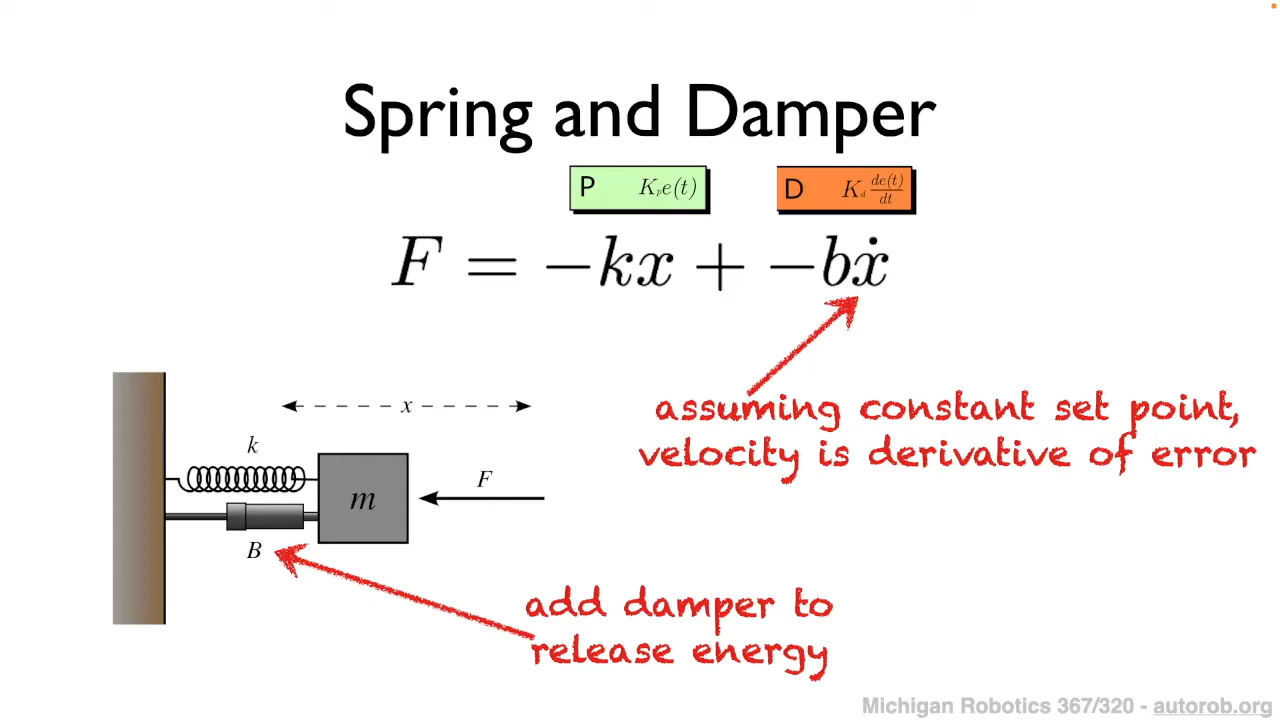 Spring and Damper
P K_p e(t) D K_d de(t)/dt
F = −kx + −bẋ
x
assuming constant set point,
velocity is derivative of error
k
m
F
B
add damper to
release energy
Michigan Robotics 367/320 - autorob.org